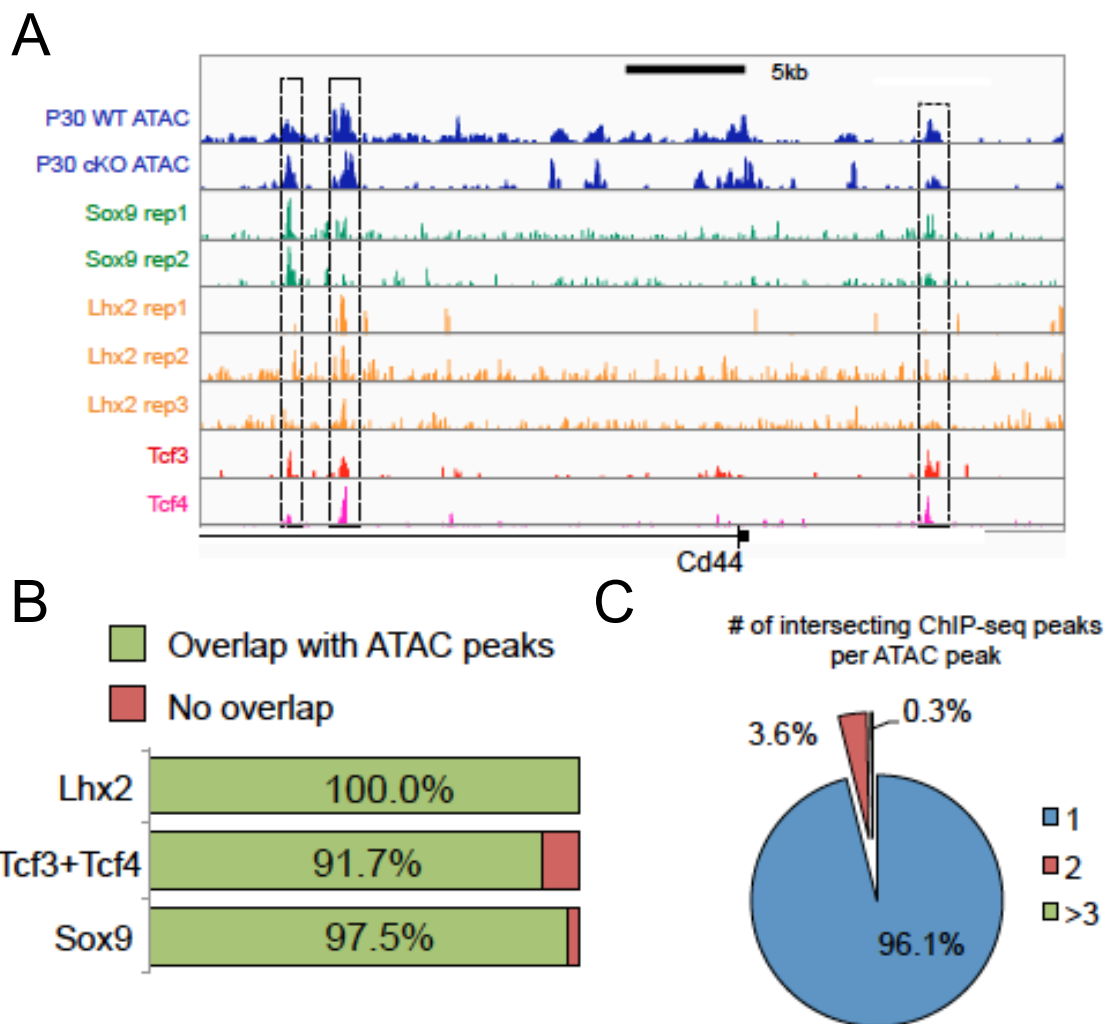 A
5kb
P30 WT ATAC
P30 cKO ATAC
Sox9 rep1
Sox9 rep2
Lhx2 rep1
Lhx2 rep2
Lhx2 rep3
Tcf3
Tcf4
Cd44
B
Overlap with ATAC peaks
No overlap
Lhx2
100.0%
Tcf3+Tcf4
91.7%
Sox9
97.5%
C
# of intersecting ChIP-seq peaks
per ATAC peak
3.6%
0.3%
96.1%
1
2
>3